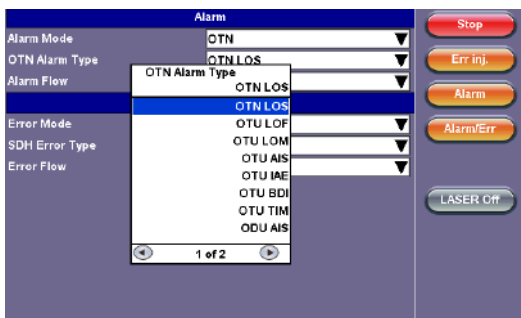 Alarm
Alarm Mode OTN
OTN Alarm Type OTN LOS
Alarm Flow
Error Mode
SDH Error Type
Error Flow
OTN Alarm Type
OTN LOS
OTN LOS
OTU LOF
OTU LOM
OTU AIS
OTU IAE
OTU BDI
OTU TIM
ODU AIS
1 of 2
Stop
Err inj.
Alarm
Alarm/Err
LASER Off